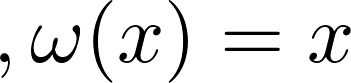 , ω(x) = x